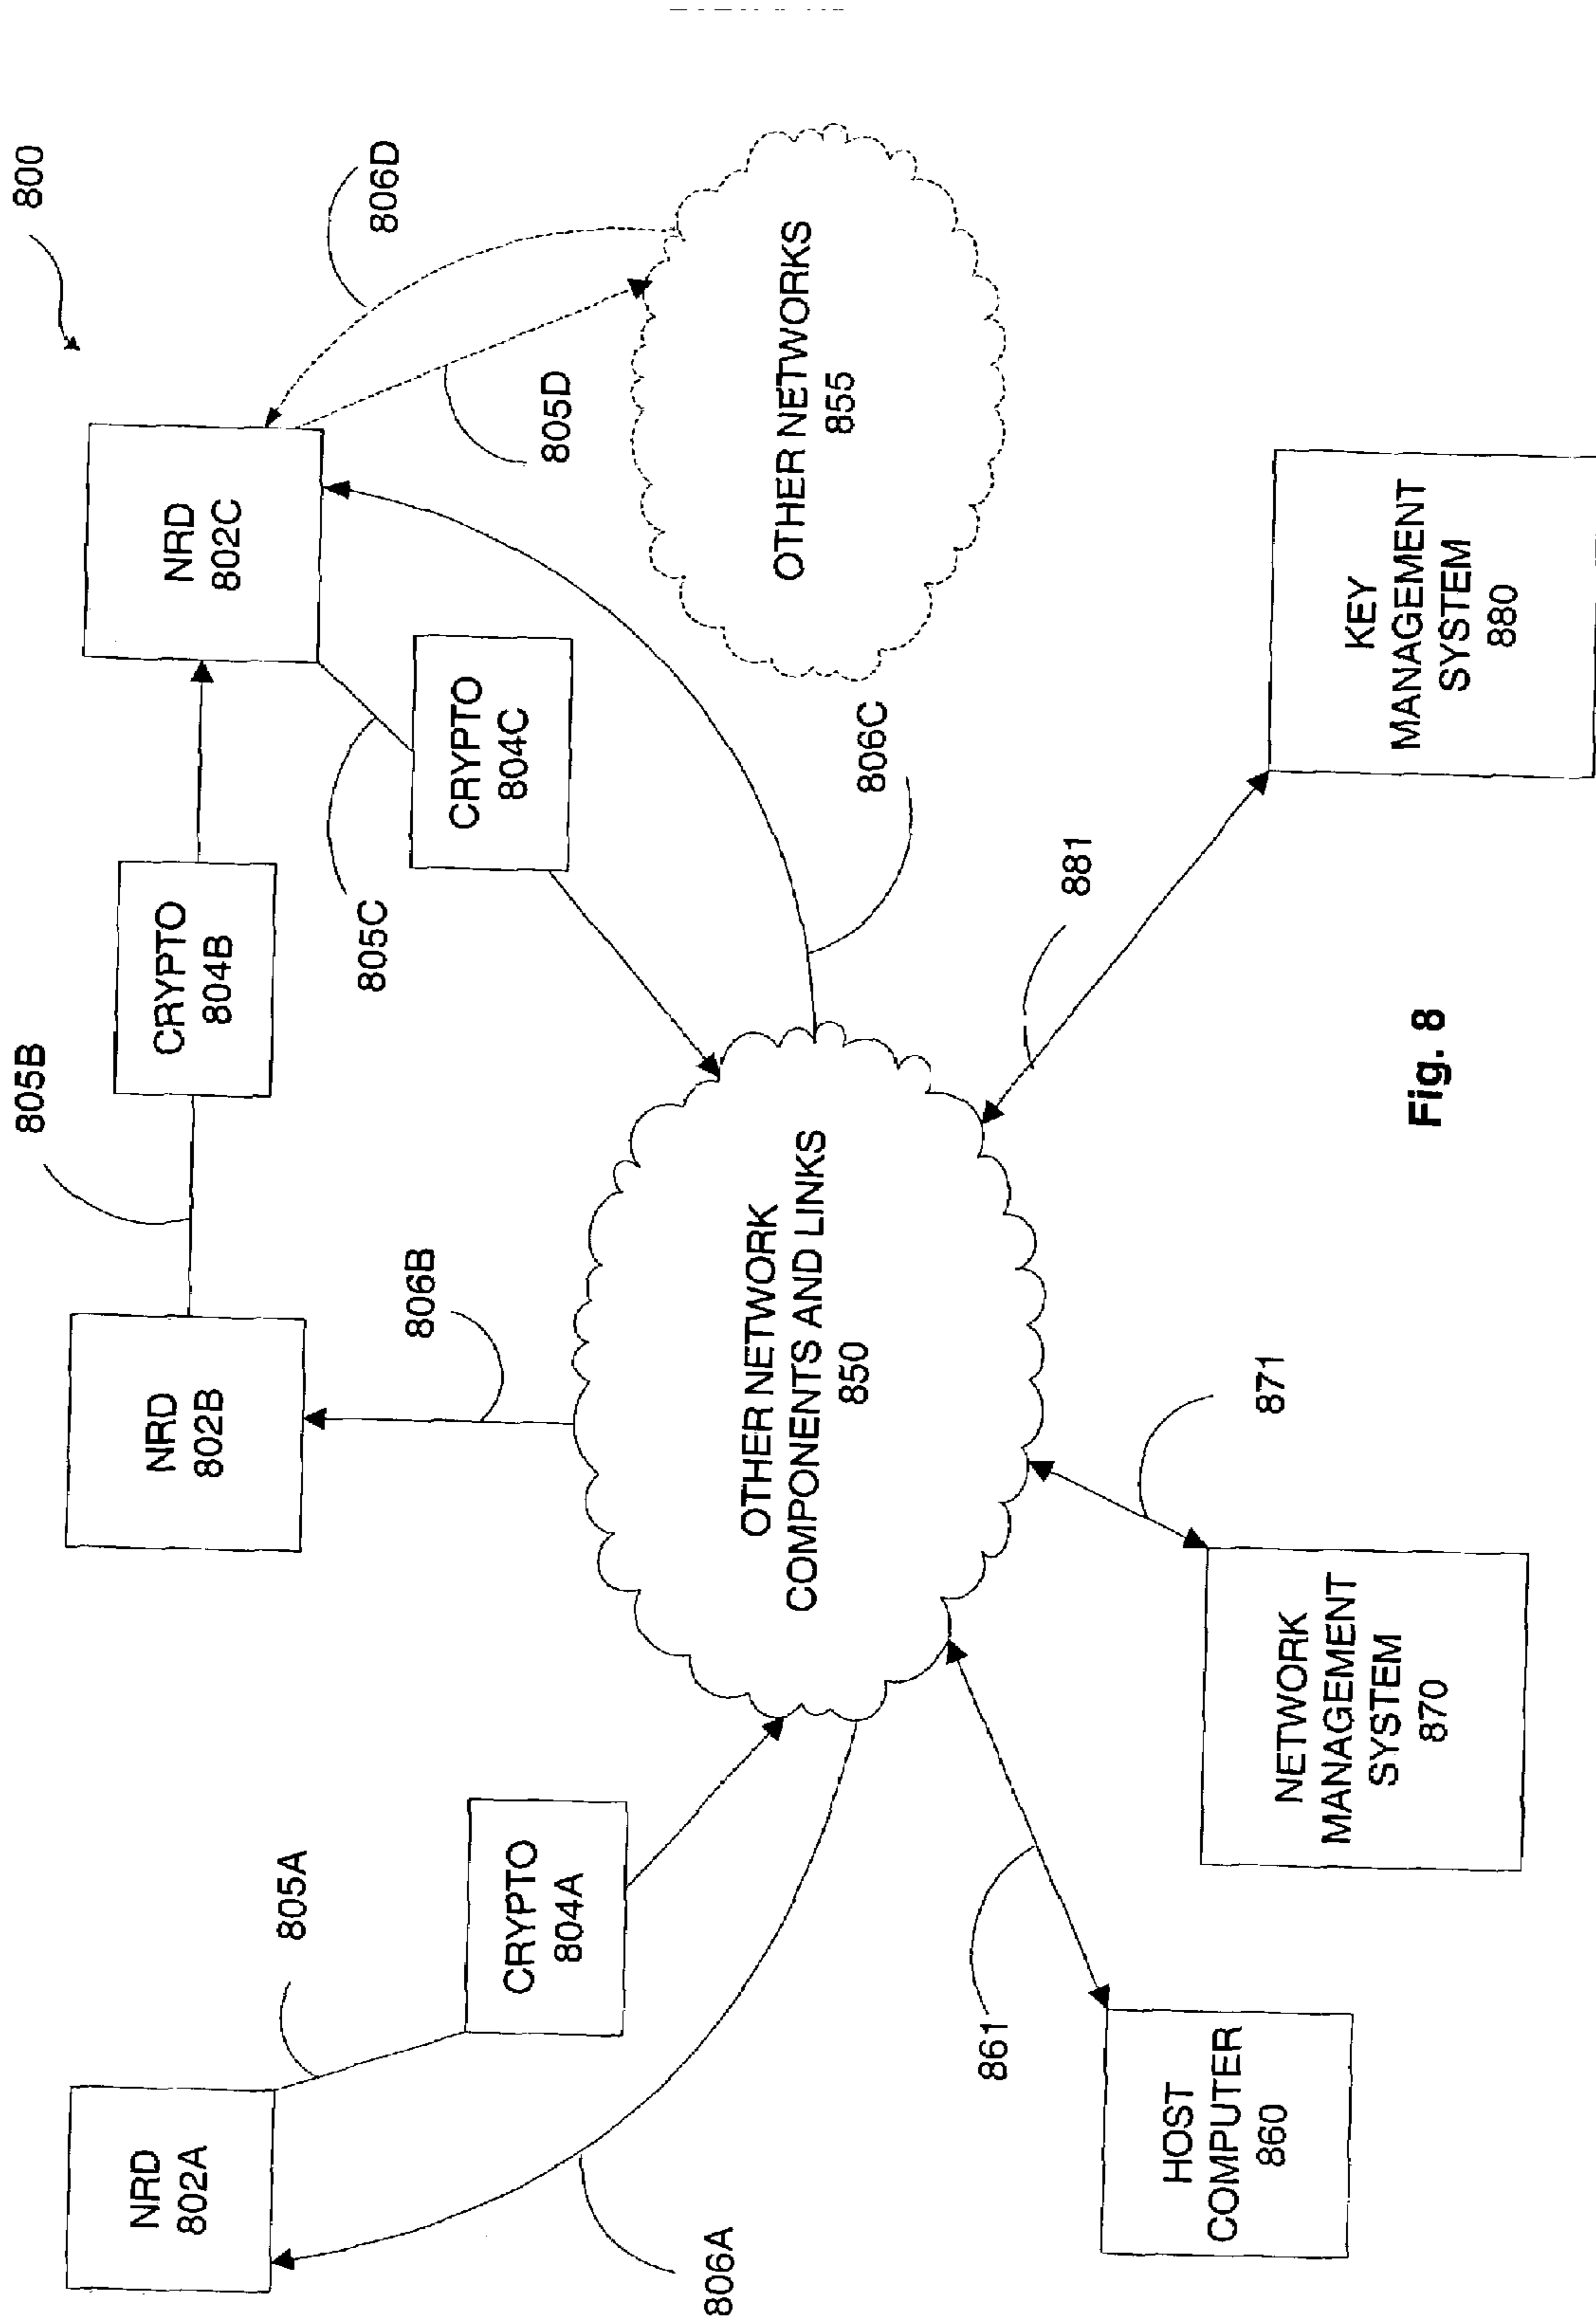 800
NRD
802A
805A
CRYPTO
804A
806A
NRD
802B
805B
806B
CRYPTO
804B
NRD
802C
805C
CRYPTO
804C
806C
806D
805D
OTHER NETWORKS
855
OTHER NETWORK
COMPONENTS AND LINKS
850
861
HOST
COMPUTER
860
871
NETWORK
MANAGEMENT
SYSTEM
870
881
KEY
MANAGEMENT
SYSTEM
880
Fig. 8